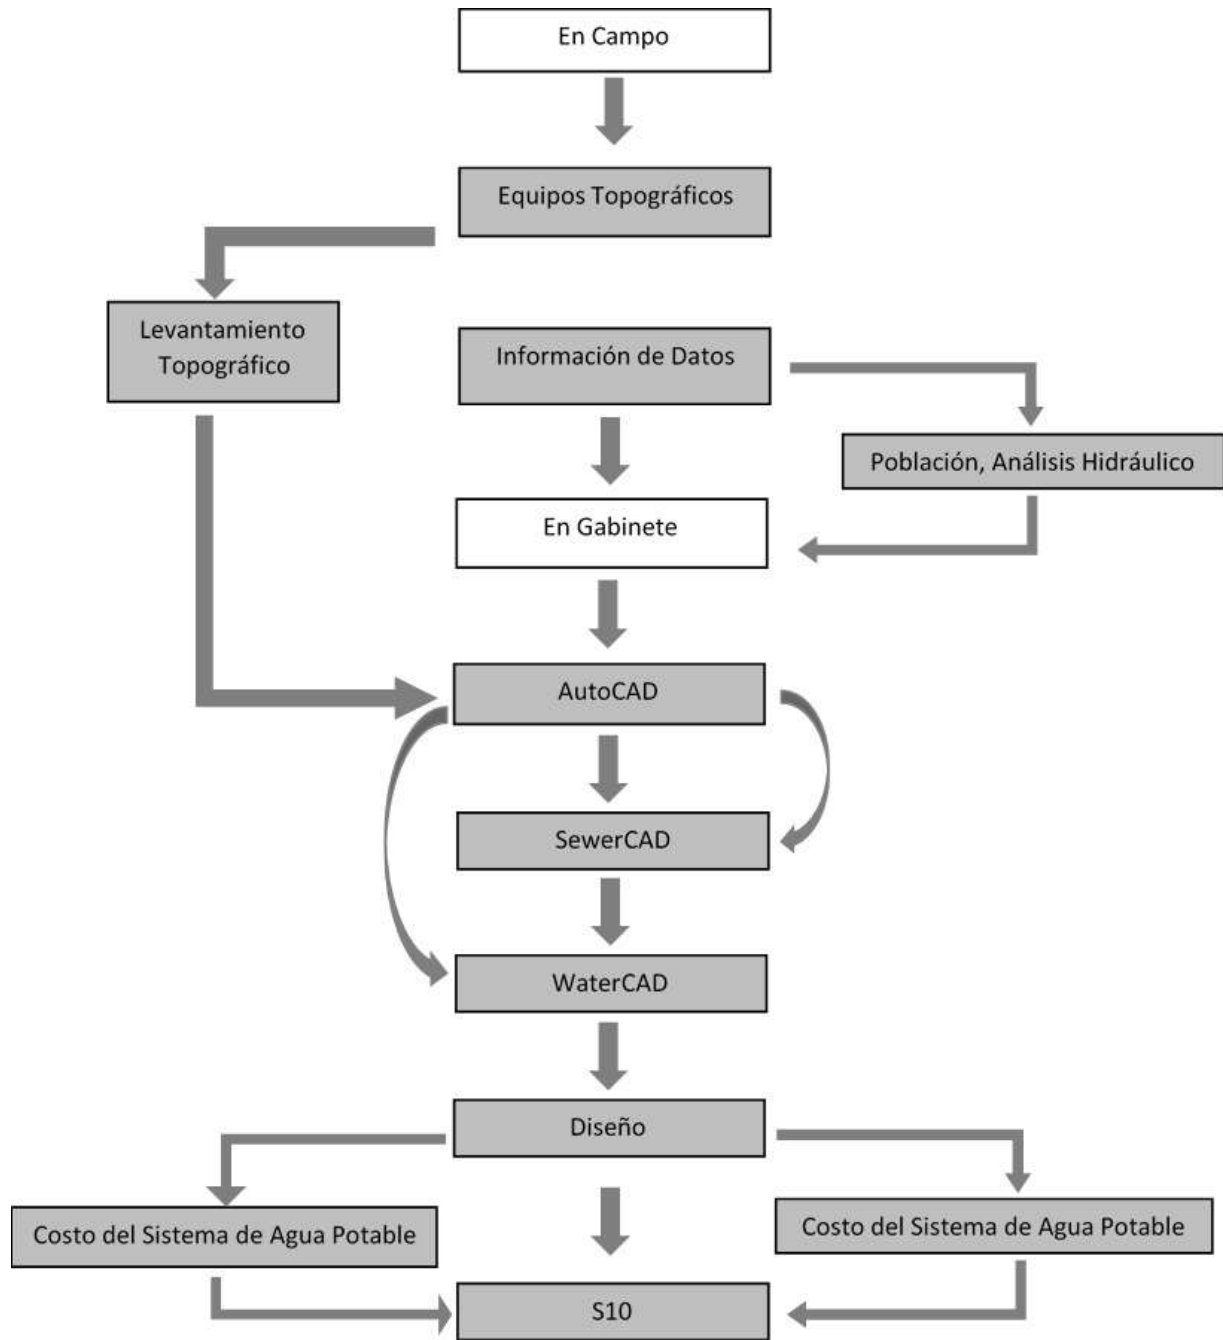 En Campo
Equipos Topográficos
Levantamiento
Topográfico
Información de Datos
Población, Análisis Hidráulico
En Gabinete
AutoCAD
SewerCAD
WaterCAD
Diseño
Costo del Sistema de Agua Potable
Costo del Sistema de Agua Potable
S10